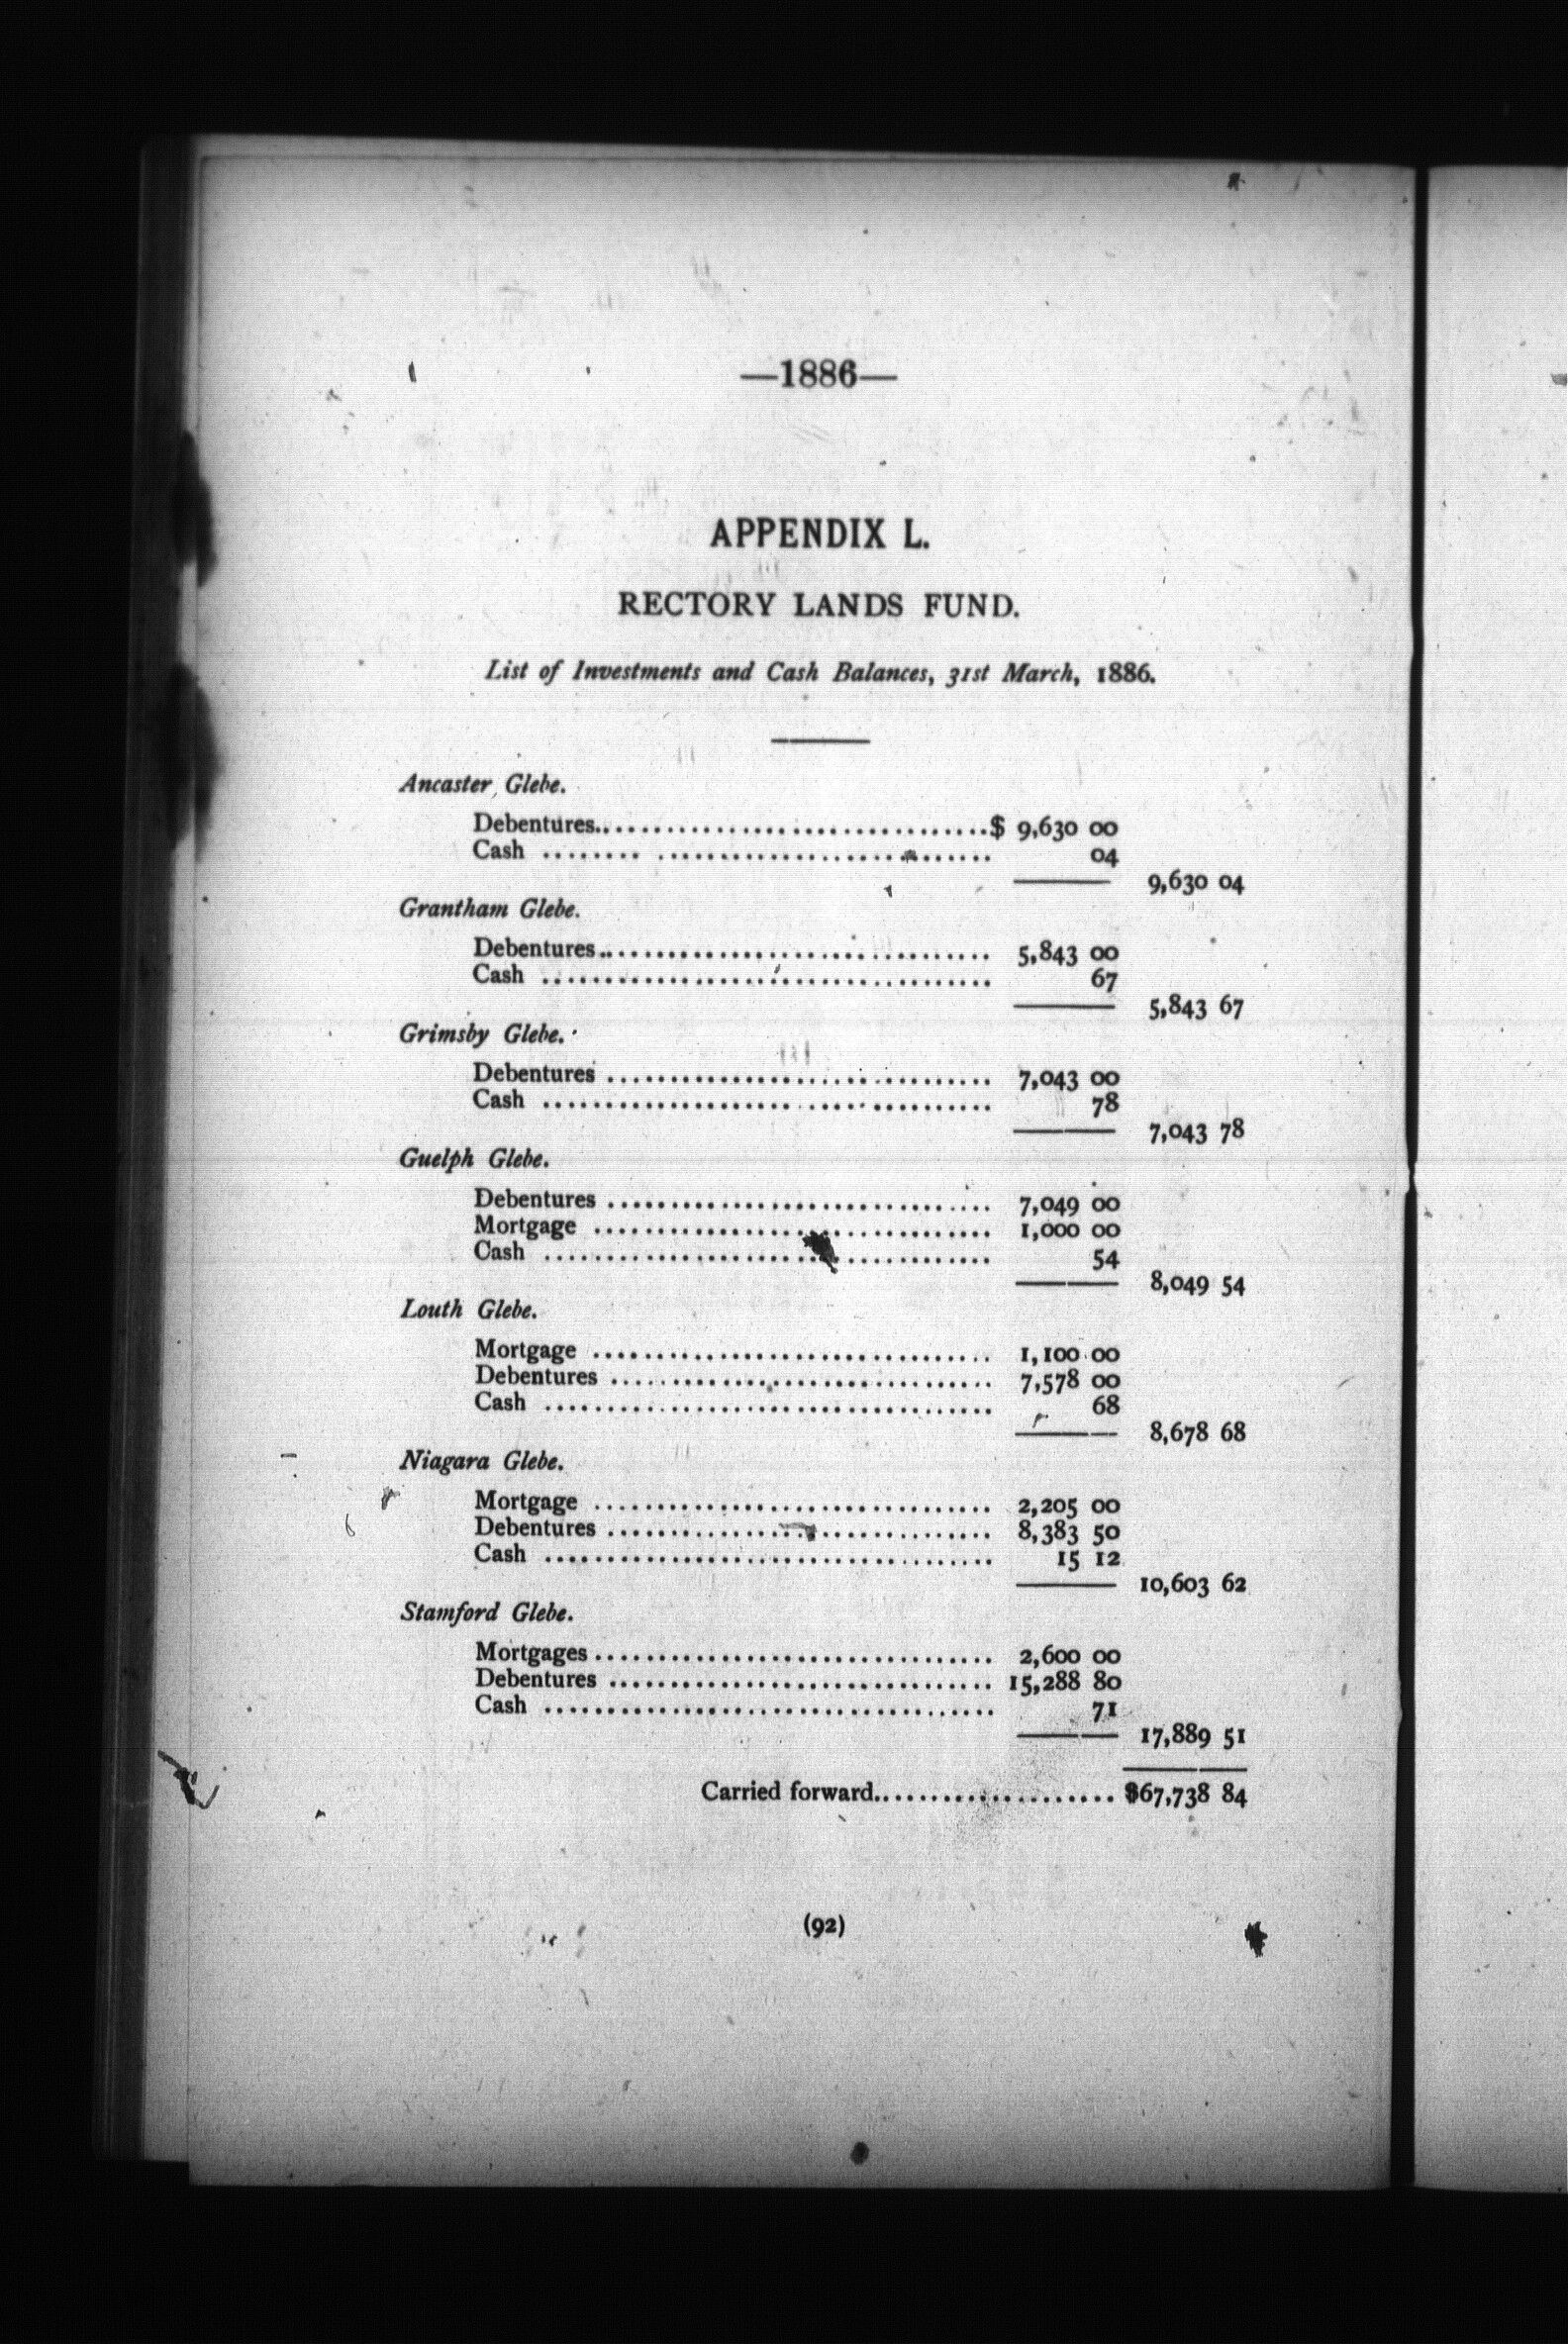 —1886—
APPENDIX L.
RECTORY LANDS FUND.
List of Investments and Cash Balances, 31st March, 1886.
Ancaster Glebe.
Debentures.................................$ 9,630 00
Cash .................................. 04
9,630 04
Grantham Glebe.
Debentures................................ 5,843 00
Cash .................................... 67
5,843 67
Grimsby Glebe.
Debentures ............................... 7,043 00
Cash .................................... 78
7,043 78
Guelph Glebe.
Debentures ............................... 7,049 00
Mortgage ................................ 1,000 00
Cash .................................... 54
8,049 54
Louth Glebe.
Mortgage ................................ 1,100 00
Debentures ............................... 7,578 00
Cash .................................... 68
8,678 68
Niagara Glebe.
Mortgage ................................ 2,205 00
Debentures ............................... 8,383 50
Cash .................................... 15 12
10,603 62
Stamford Glebe.
Mortgages................................ 2,600 00
Debentures ............................... 15,288 80
Cash .................................... 71
17,889 51
Carried forward.................... $67,738 84
(92)